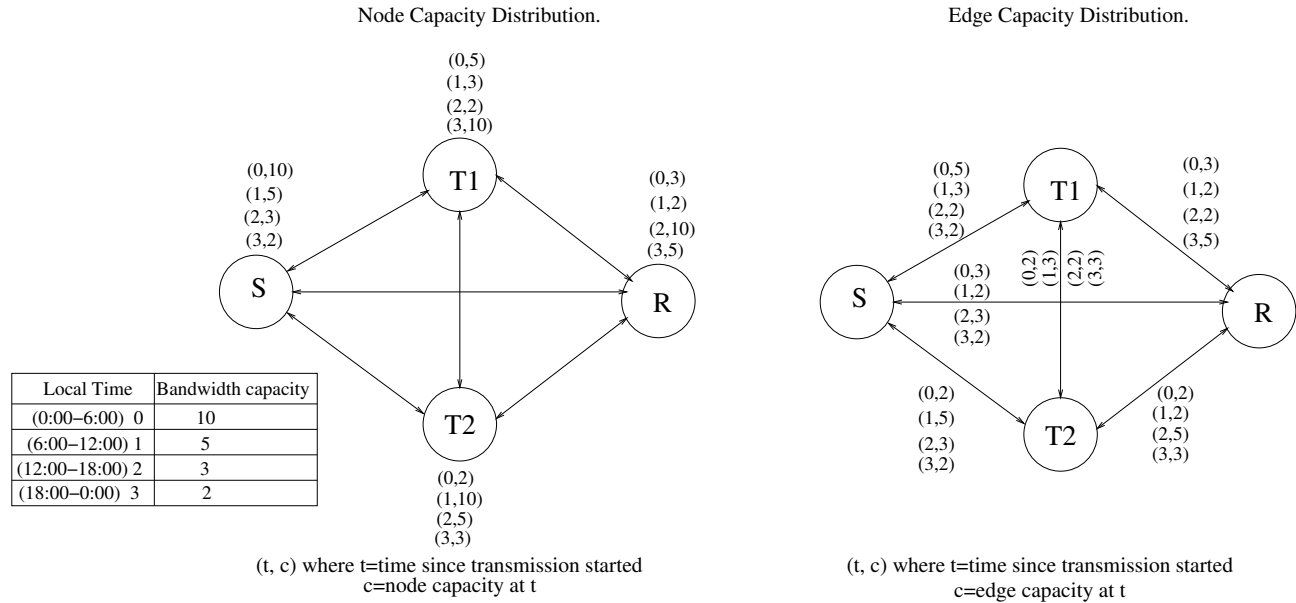 Node Capacity Distribution.
(0,5)
(1,3)
(2,2)
(3,10)
T1
(0,10)
(1,5)
(2,3)
(3,2)
S
(0,3)
(1,2)
(2,10)
(3,5)
R
T2
(0,2)
(1,10)
(2,5)
(3,3)
Local Time Bandwidth capacity
(0:00−6:00) 0 10
(6:00−12:00) 1 5
(12:00−18:00) 2 3
(18:00−0:00) 3 2
(t, c) where t=time since transmission started
c=node capacity at t
Edge Capacity Distribution.
(0,5)
(1,3)
(2,2)
(3,2)
T1
(0,3)
(1,2)
(2,2)
(3,5)
(0,2)
(1,3)
(2,2)
(3,3)
S
(0,3)
(1,2)
(2,3)
(3,2)
R
(0,2)
(1,5)
(2,3)
(3,2)
T2
(0,2)
(1,2)
(2,5)
(3,3)
(t, c) where t=time since transmission started
c=edge capacity at t